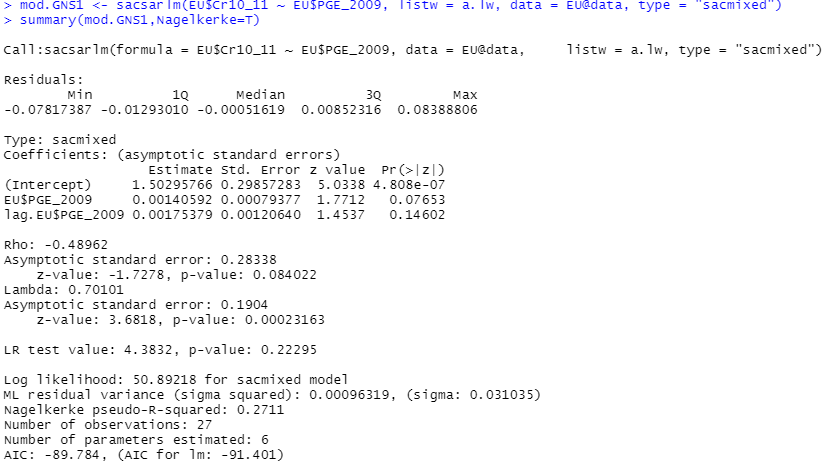 > mod.GNS1 <- sacsarlm(EU$Cr10_11 ~ EU$PGE_2009, listw = a.lw, data = EU@data, type = "sacmixed")
> summary(mod.GNS1,Nagelkerke=T)
Call:sacsarlm(formula = EU$Cr10_11 ~ EU$PGE_2009, data = EU@data, listw = a.lw, type = "sacmixed")
Residuals:
Min 1Q Median 3Q Max
-0.07817387 -0.01293010 -0.00051619 0.00852316 0.08388806
Type: sacmixed
Coefficients: (asymptotic standard errors)
Estimate Std. Error z value Pr(>|z|)
(Intercept) 1.50295766 0.29857283 5.0338 4.808e-07
EU$PGE_2009 0.00140592 0.00079377 1.7712 0.07653
lag.EU$PGE_2009 0.00175379 0.00120640 1.4537 0.14602
Rho: -0.48962
Asymptotic standard error: 0.28338
z-value: -1.7278, p-value: 0.084022
Lambda: 0.70101
Asymptotic standard error: 0.1904
z-value: 3.6818, p-value: 0.00023163
LR test value: 4.3832, p-value: 0.22295
Log likelihood: 50.89218 for sacmixed model
ML residual variance (sigma squared): 0.00096319, (sigma: 0.031035)
Nagelkerke pseudo-R-squared: 0.2711
Number of observations: 27
Number of parameters estimated: 6
AIC: -89.784, (AIC for lm: -91.401)